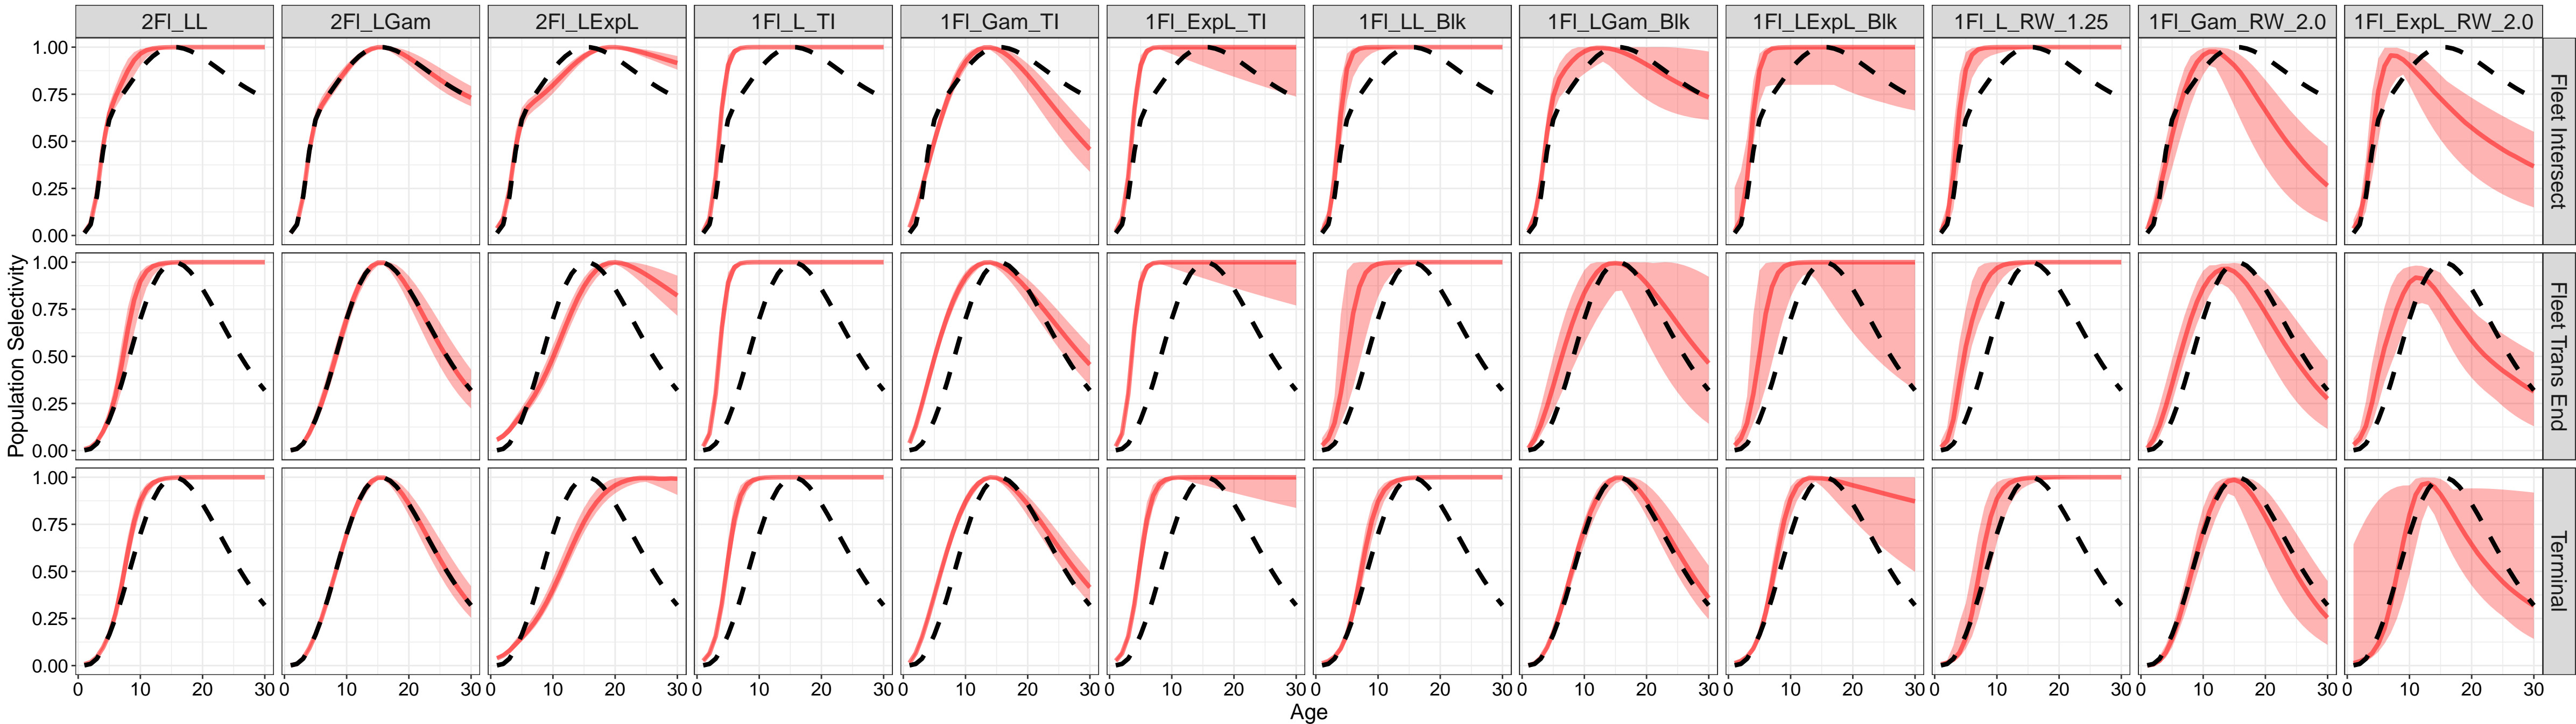 2Fl_LL 2Fl_LGam 2Fl_LExpL 1Fl_L_TI 1Fl_Gam_TI 1Fl_ExpL_TI 1Fl_LL_Blk 1Fl_LGam_Blk 1Fl_LExpL_Blk 1Fl_L_RW_1.25 1Fl_Gam_RW_2.0 1Fl_ExpL_RW_2.0
1.00
0.75
0.50
0.25
0.00
Fleet Intersect
Population Selectivity
1.00
0.75
0.50
0.25
0.00
Fleet Trans End
1.00
0.75
0.50
0.25
0.00
Terminal
0 10 20 30 0 10 20 30 0 10 20 30 0 10 20 30 0 10 20 30 0 10 20 30 0 10 20 30 0 10 20 30 0 10 20 30 0 10 20 30 0 10 20 30 0 10 20 30
Age